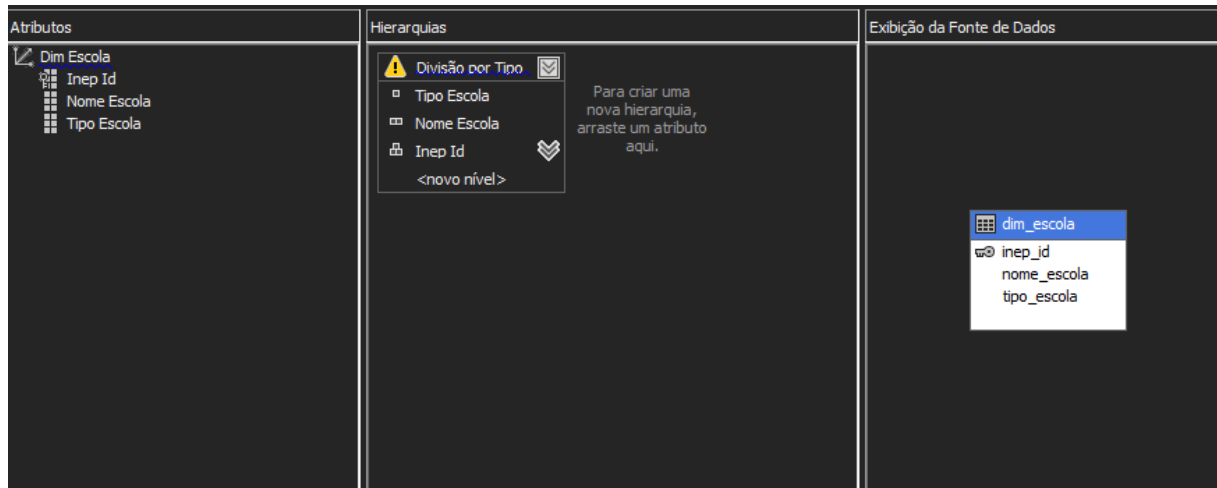 Atributos
Dim Escola
Inep Id
Nome Escola
Tipo Escola
Hierarquias
Divisão por Tipo
Tipo Escola
Nome Escola
Inep Id
<novo nível>
Para criar uma
nova hierarquia,
arraste um atributo
aqui.
Exibição da Fonte de Dados
dim_escola
inep_id
nome_escola
tipo_escola